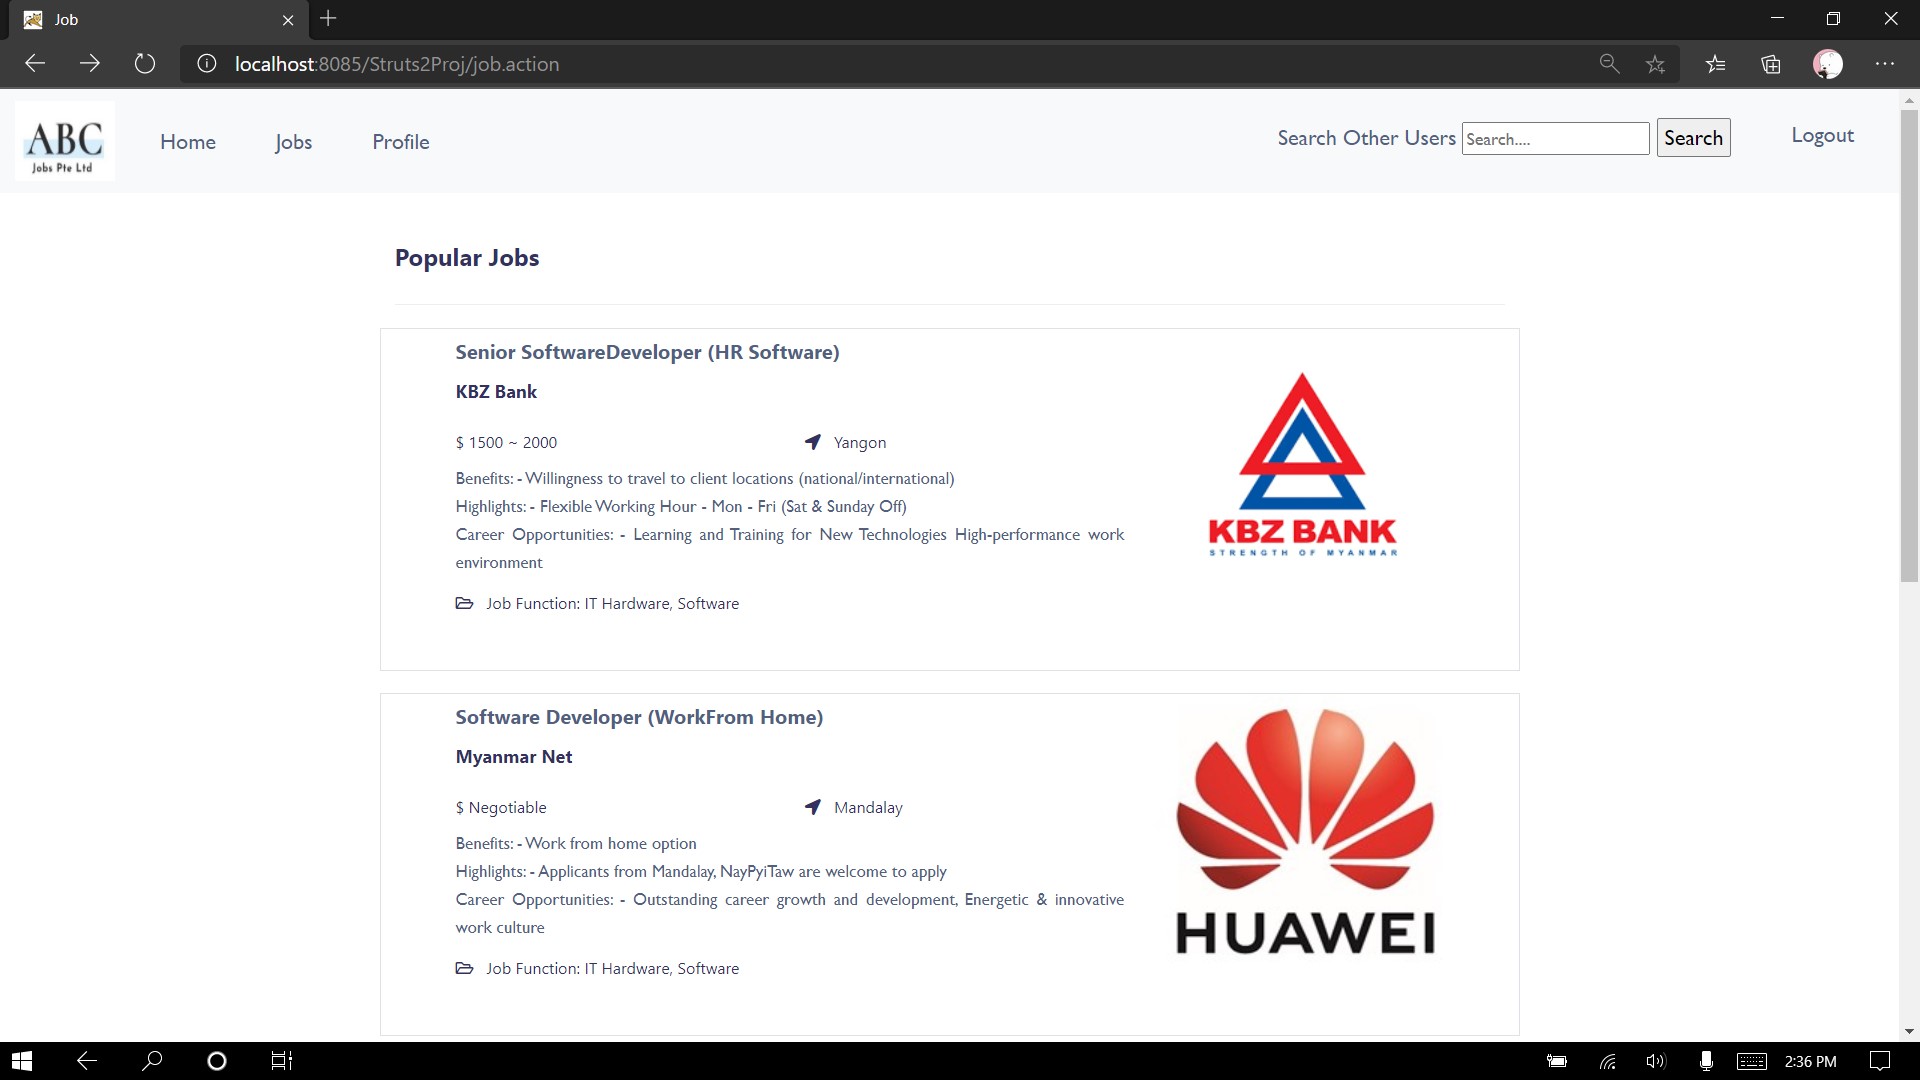 Job
localhost:8085/Struts2Proj/job.action
ABC
Jobs Pte Ltd
Home
Jobs
Profile
Search Other Users
Search....
Search
Logout
Popular Jobs
Senior SoftwareDeveloper (HR Software)
KBZ Bank
$ 1500 ~ 2000
Yangon
Benefits: - Willingness to travel to client locations (national/international)
Highlights: - Flexible Working Hour - Mon - Fri (Sat & Sunday Off)
Career Opportunities: - Learning and Training for New Technologies High-performance work
environment
Job Function: IT Hardware, Software
KBZ BANK
STRENGTH OF MYANMAR
Software Developer (WorkFrom Home)
Myanmar Net
$ Negotiable
Mandalay
Benefits: - Work from home option
Highlights: - Applicants from Mandalay, NayPyiTaw are welcome to apply
Career Opportunities: - Outstanding career growth and development, Energetic & innovative
work culture
Job Function: IT Hardware, Software
HUAWEI
2:36 PM